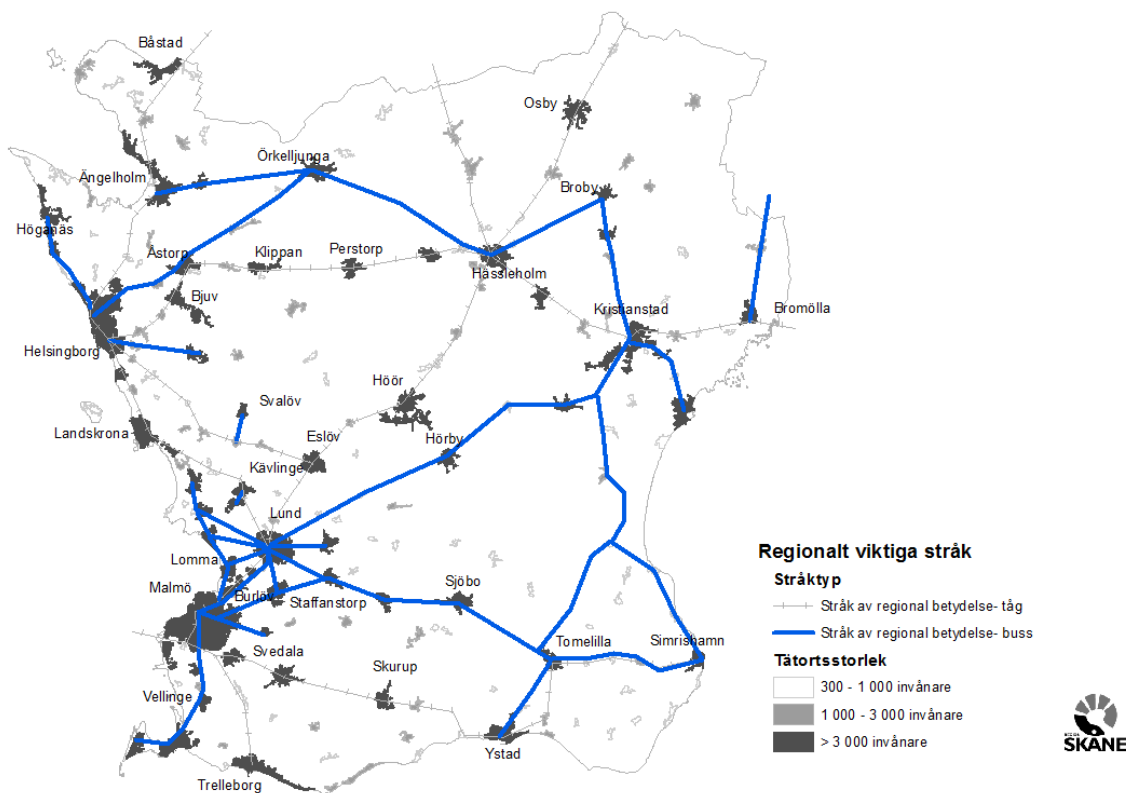 Båstad
Osby
Örkelljunga
Ängelholm
Broby
Höganäs
Åstorp
Klippan
Perstorp
Hässleholm
Bjuv
Kristianstad
Bromölla
Helsingborg
Höör
Svalöv
Landskrona
Eslöv
Hörby
Kävlinge
Lund
Lomma
Malmö
Burlöv
Staffanstorp
Sjöbo
Svedala
Tomelilla
Simrishamn
Skurup
Vellinge
Ystad
Trelleborg
Regionalt viktiga stråk
Stråktyp
Stråk av regional betydelse- tåg
Stråk av regional betydelse- buss
Tätortsstorlek
300 - 1 000 invånare
1 000 - 3 000 invånare
> 3 000 invånare
SKÅNE